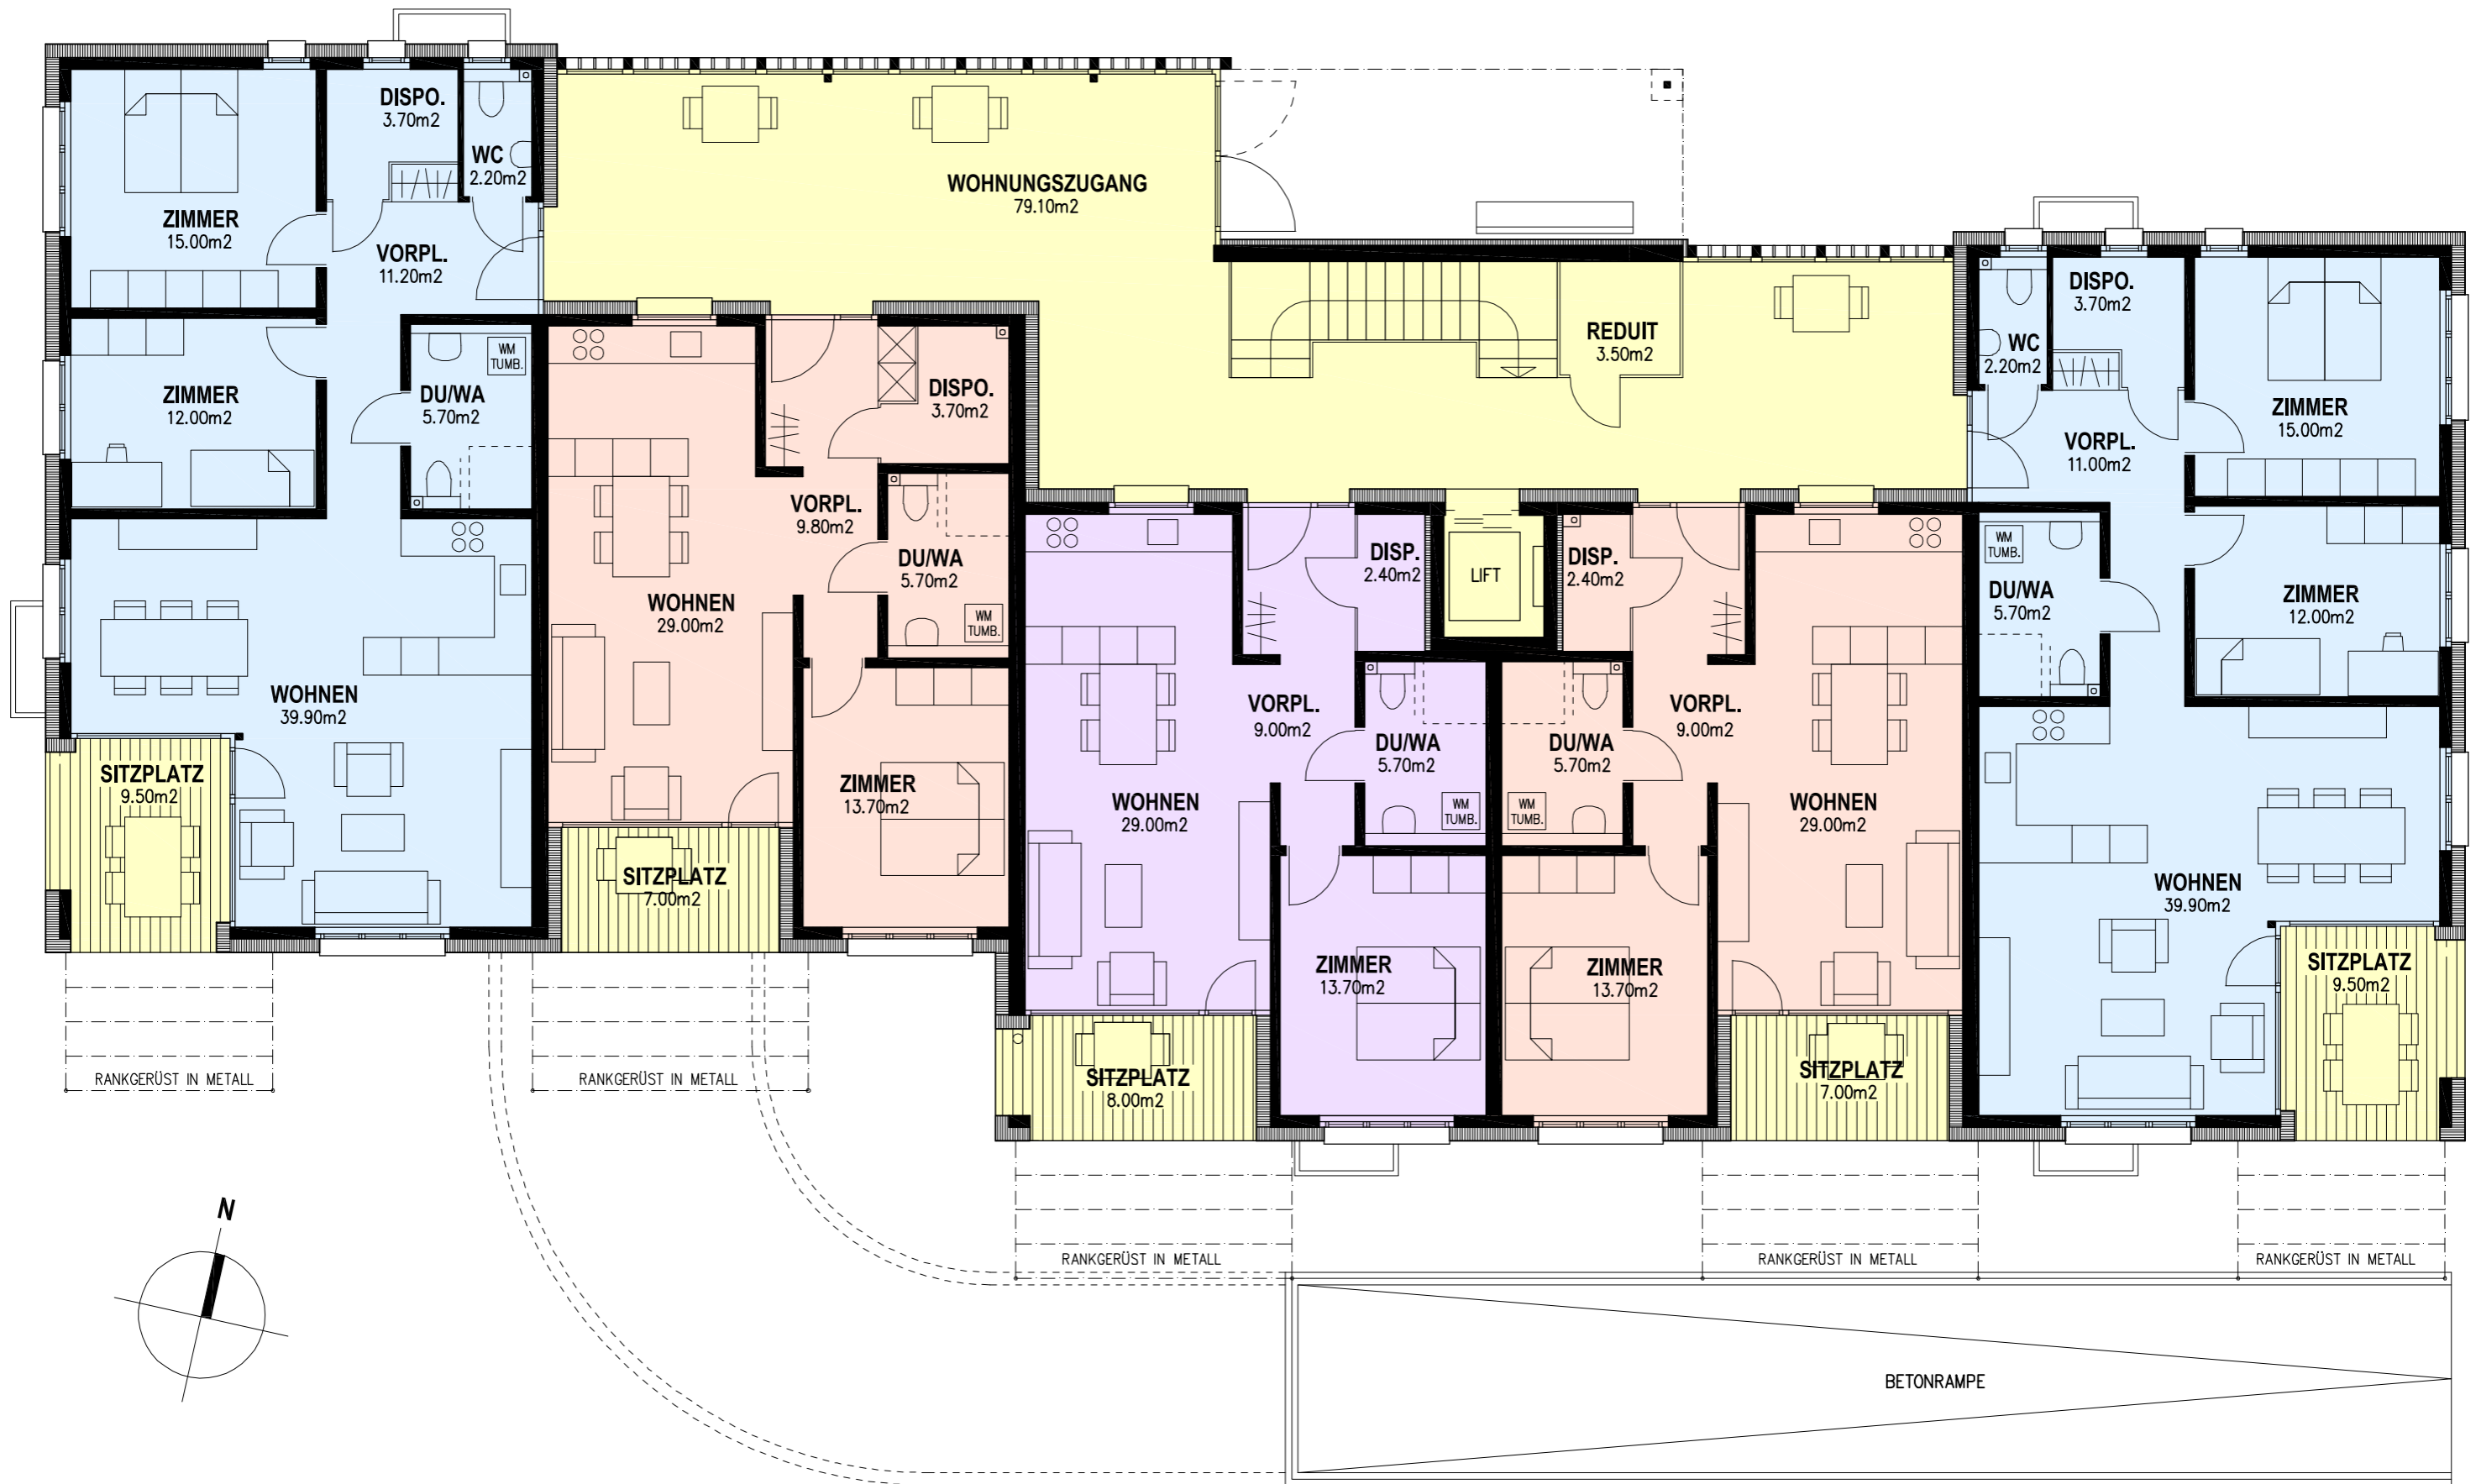 DISPO.
3.70m2
WC
2.20m2
ZIMMER
15.00m2
VORPL.
11.20m2
WOHNUNGSZUGANG
79.10m2
ZIMMER
12.00m2
DU/WA
5.70m2
WM
TUMB.
WOHNEN
39.90m2
SITZPLATZ
9.50m2
RANKGERÜST IN METALL
DISPO.
3.70m2
VORPL.
9.80m2
DU/WA
5.70m2
WM
TUMB.
WOHNEN
29.00m2
ZIMMER
13.70m2
SITZPLATZ
7.00m2
RANKGERÜST IN METALL
REDUIT
3.50m2
LIFT
DISP.
2.40m2
VORPL.
9.00m2
DU/WA
5.70m2
WM
TUMB.
WOHNEN
29.00m2
ZIMMER
13.70m2
SITZPLATZ
8.00m2
RANKGERÜST IN METALL
DISP.
2.40m2
VORPL.
9.00m2
DU/WA
5.70m2
WM
TUMB.
WOHNEN
29.00m2
ZIMMER
13.70m2
SITZPLATZ
7.00m2
RANKGERÜST IN METALL
DISPO.
3.70m2
WC
2.20m2
ZIMMER
15.00m2
VORPL.
11.00m2
WM
TUMB.
DU/WA
5.70m2
ZIMMER
12.00m2
WOHNEN
39.90m2
SITZPLATZ
9.50m2
RANKGERÜST IN METALL
N
BETONRAMPE